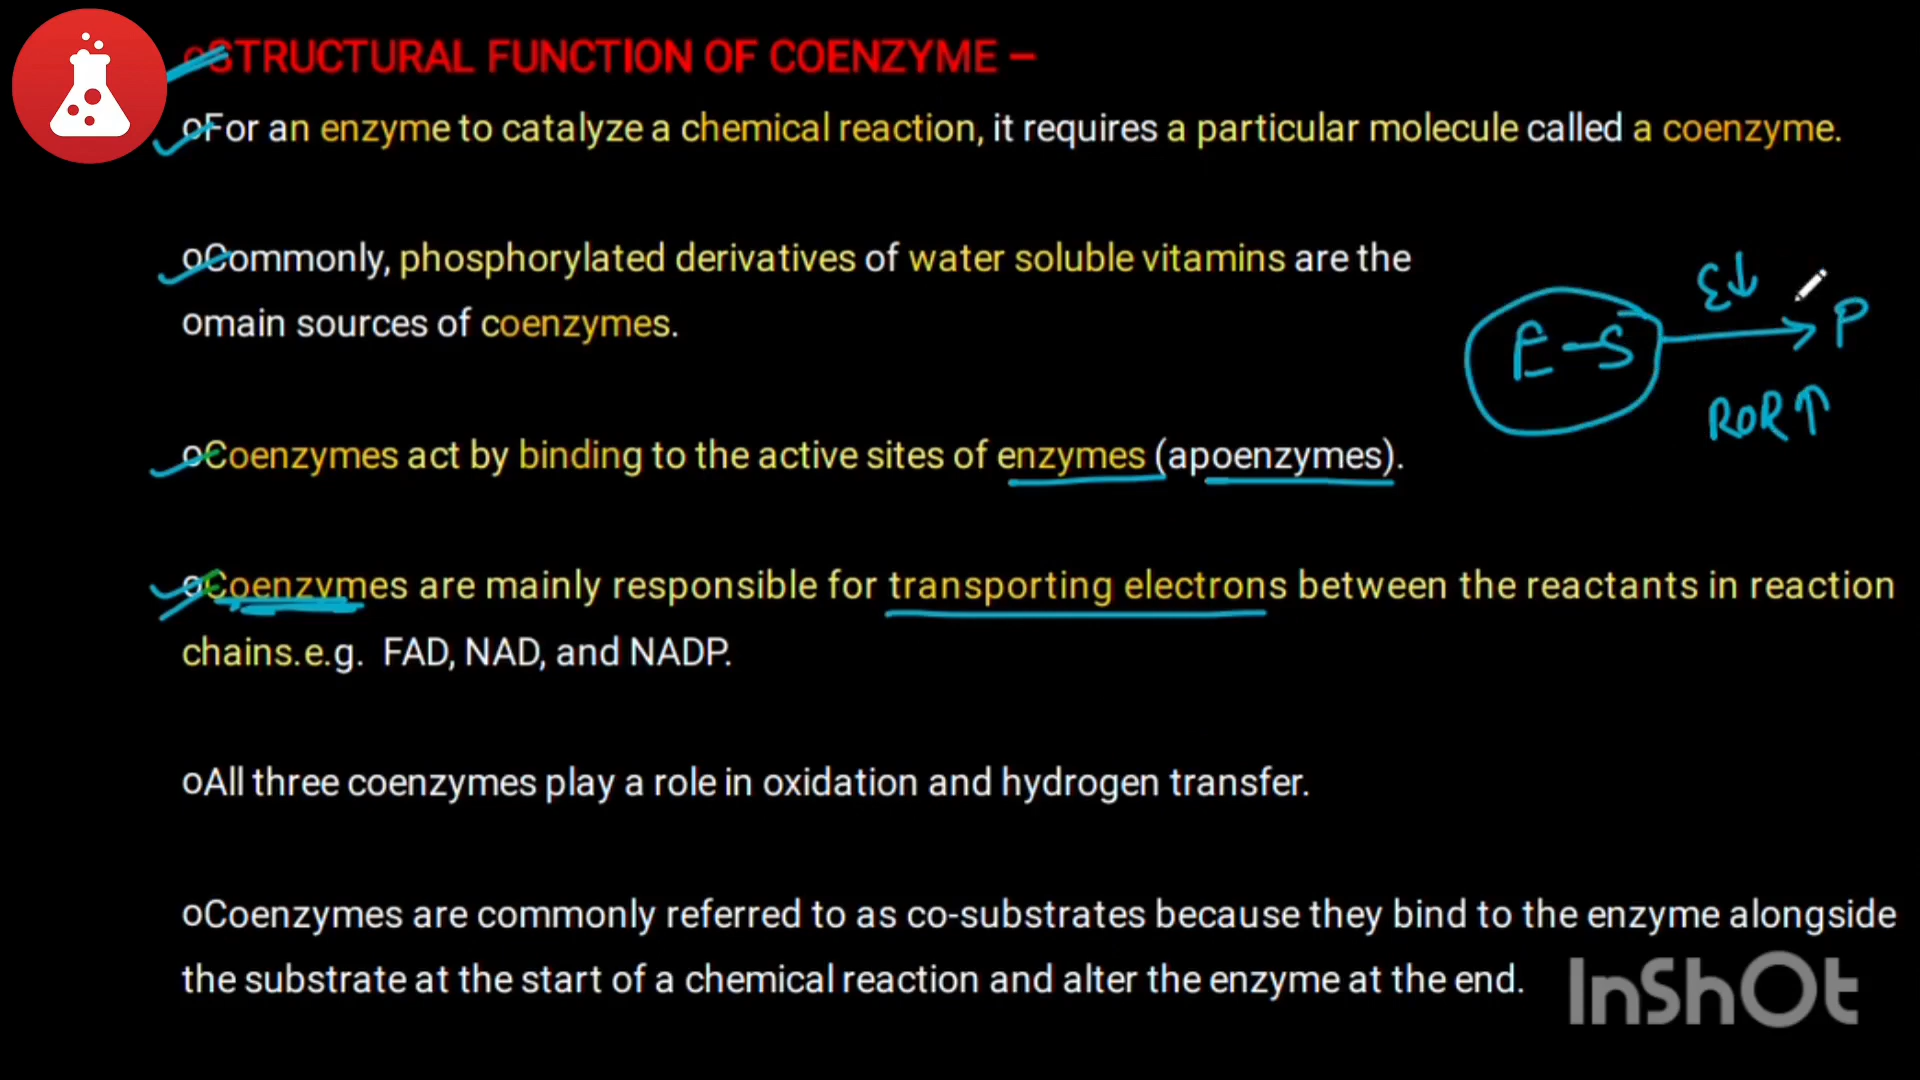 oSTRUCTURAL FUNCTION OF COENZYME –
oFor an enzyme to catalyze a chemical reaction, it requires a particular molecule called a coenzyme.
oCommonly, phosphorylated derivatives of water soluble vitamins are the
omain sources of coenzymes.
E-S
ε↓
P
ROR↑
oCoenzymes act by binding to the active sites of enzymes (apoenzymes).
oCoenzymes are mainly responsible for transporting electrons between the reactants in reaction
chains.e.g. FAD, NAD, and NADP.
oAll three coenzymes play a role in oxidation and hydrogen transfer.
oCoenzymes are commonly referred to as co-substrates because they bind to the enzyme alongside
the substrate at the start of a chemical reaction and alter the enzyme at the end.
InShOt